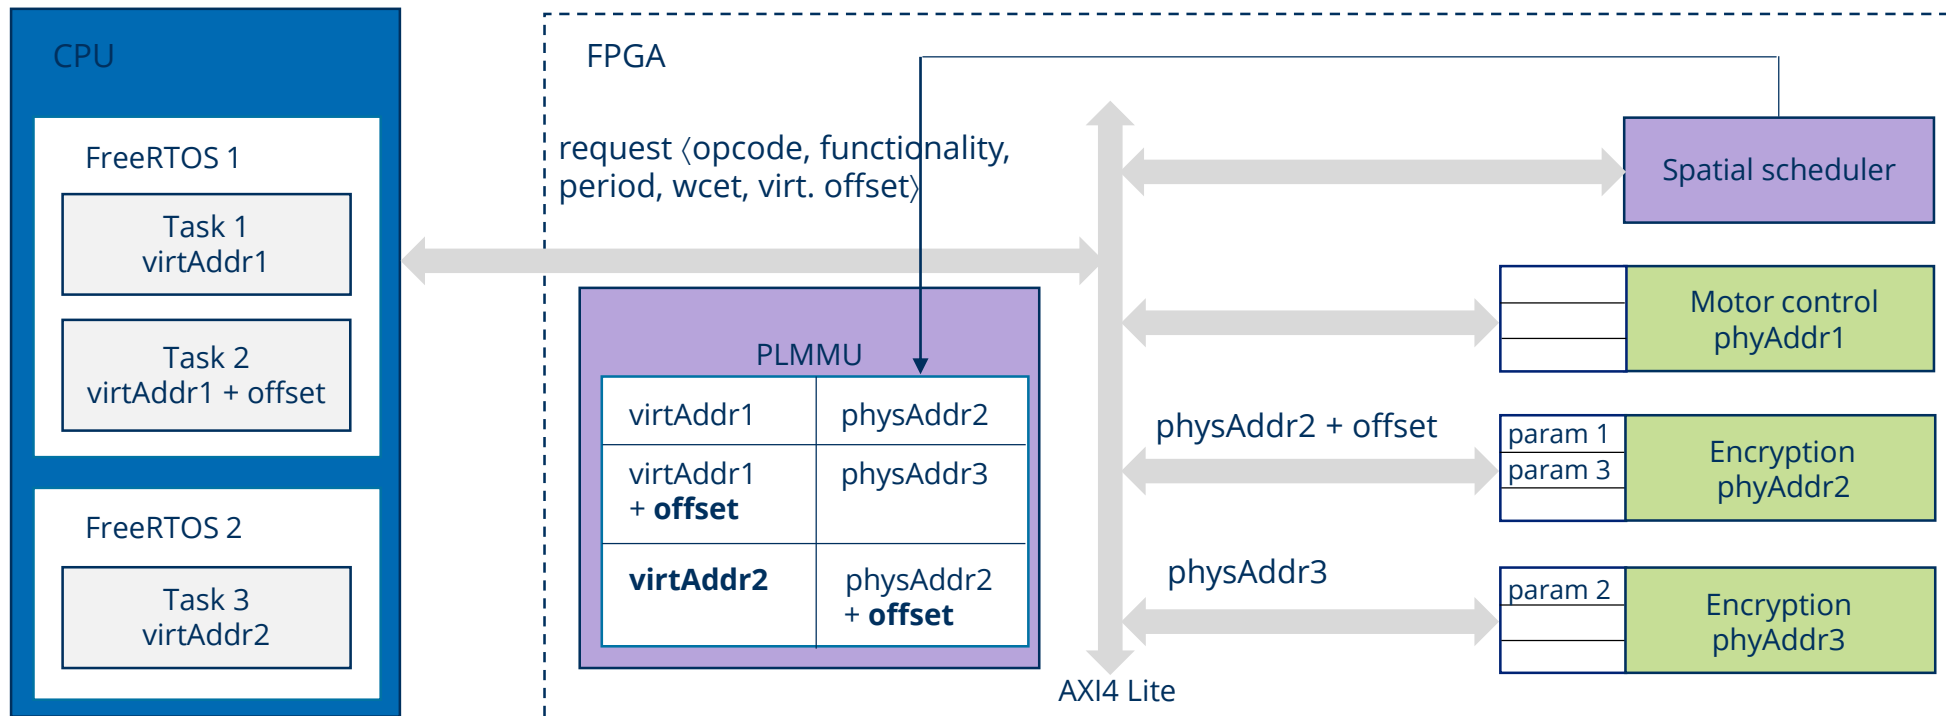 CPU
FreeRTOS 1
Task 1
virtAddr1
Task 2
virtAddr1 + offset
FreeRTOS 2
Task 3
virtAddr2
FPGA
request ⟨opcode, functionality,
period, wcet, virt. offset⟩
PLMMU
virtAddr1
physAddr2
virtAddr1
+ offset
physAddr3
virtAddr2
physAddr2
+ offset
AXI4 Lite
physAddr2 + offset
physAddr3
Spatial scheduler
Motor control
phyAddr1
param 1
param 3
Encryption
phyAddr2
param 2
Encryption
phyAddr3